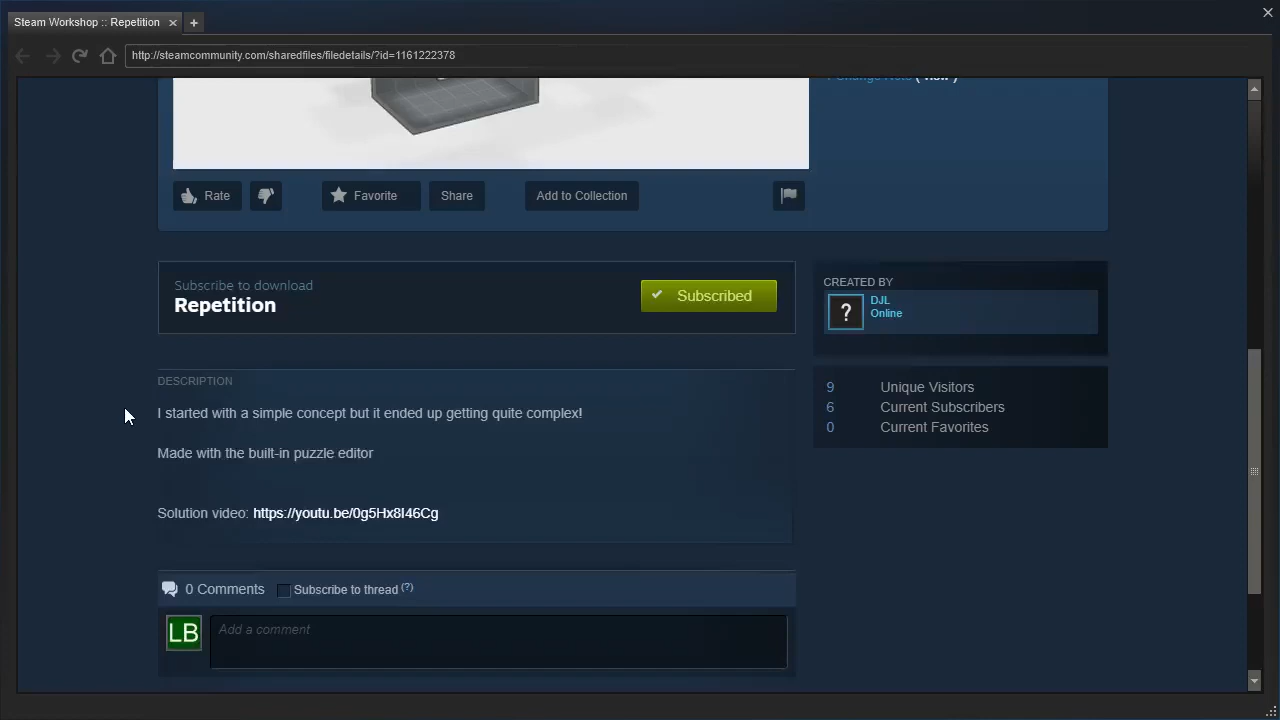 Steam Workshop :: Repetition
http://steamcommunity.com/sharedfiles/filedetails/?id=1161222378
Rate
Favorite
Share
Add to Collection
Subscribe to download
Repetition
Subscribed
CREATED BY
DJL
Online
9 Unique Visitors
6 Current Subscribers
0 Current Favorites
DESCRIPTION
I started with a simple concept but it ended up getting quite complex!
Made with the built-in puzzle editor
Solution video: https://youtu.be/0g5Hx8I46Cg
0 Comments Subscribe to thread (?)
LB
Add a comment